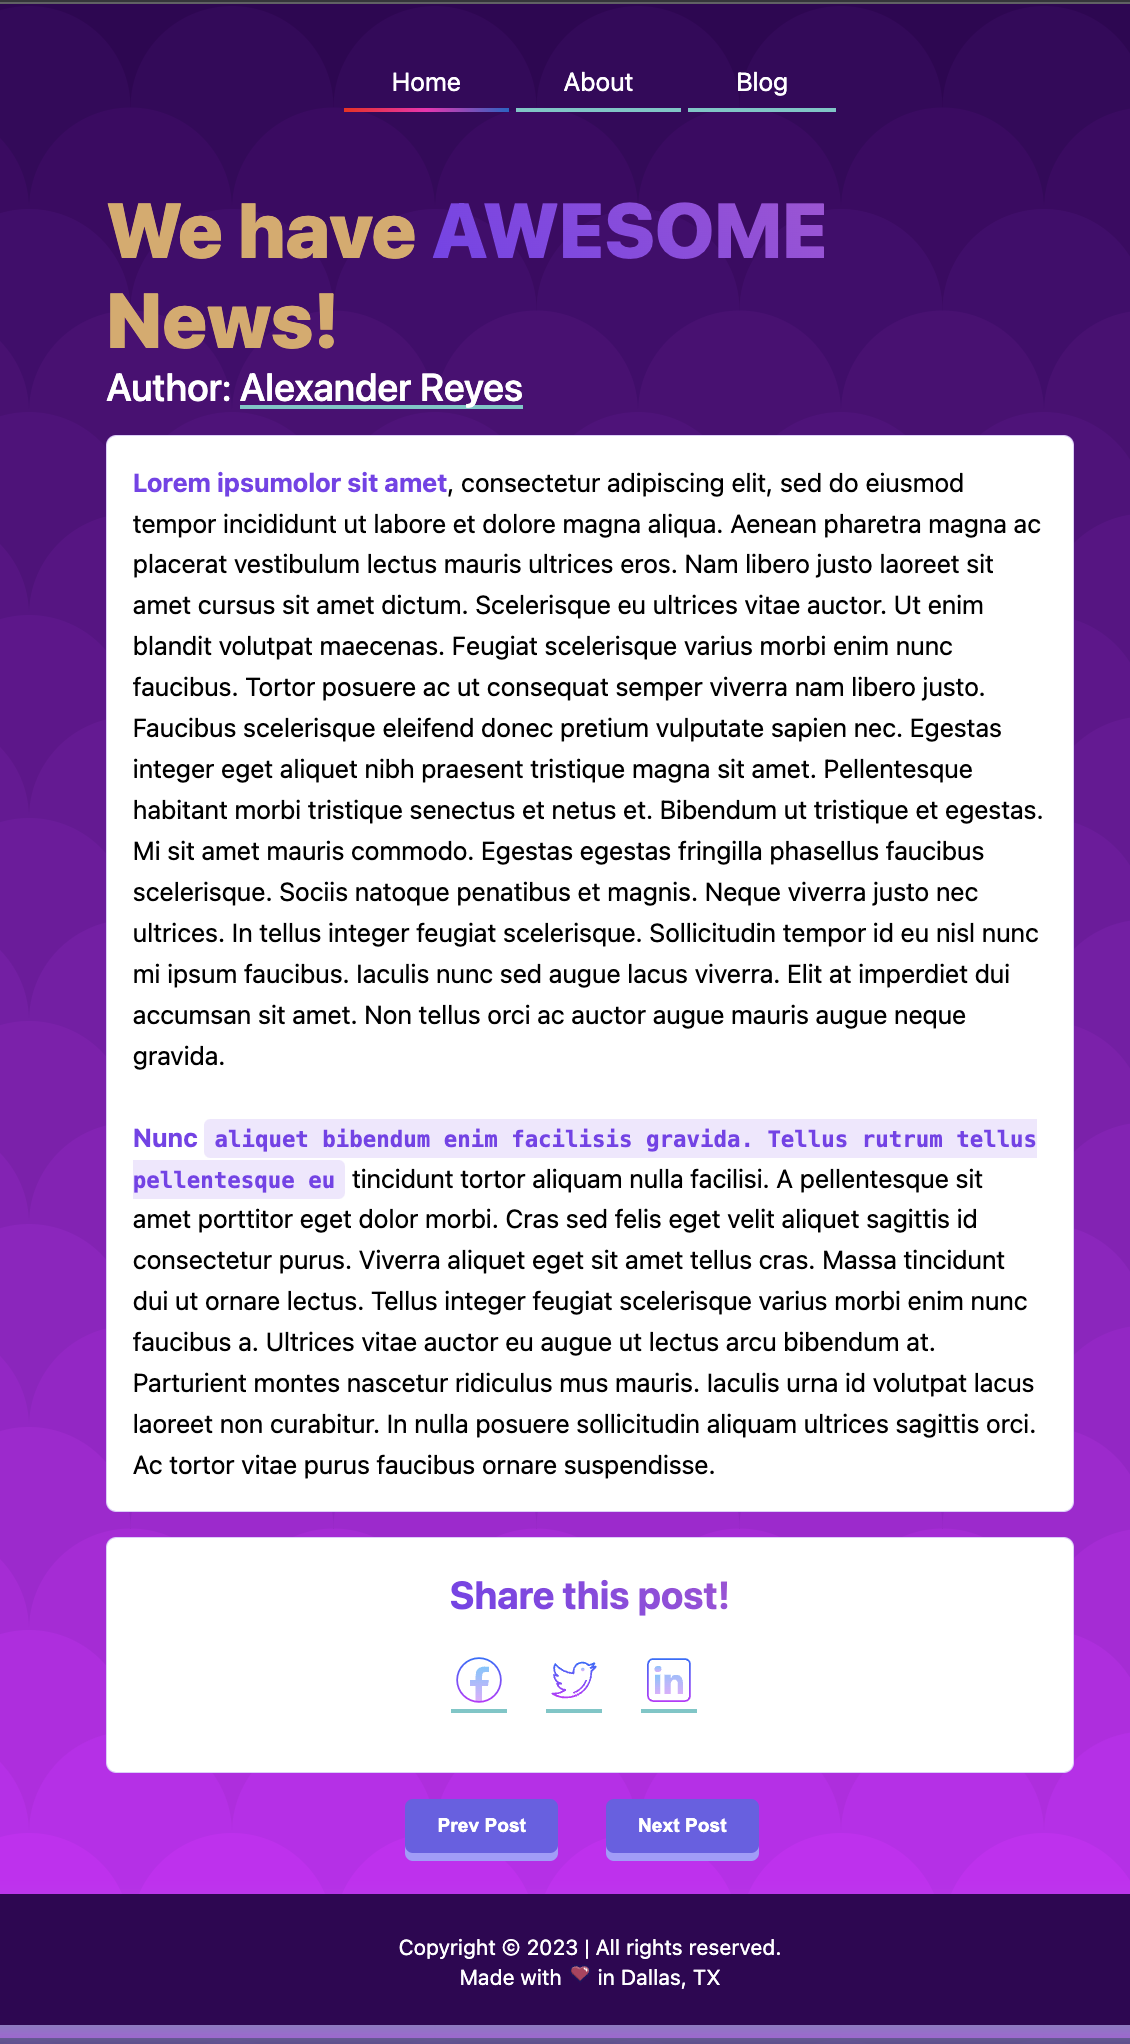 Home About Blog
We have AWESOME
News!
Author: Alexander Reyes
Lorem ipsumolor sit amet, consectetur adipiscing elit, sed do eiusmod
tempor incididunt ut labore et dolore magna aliqua. Aenean pharetra magna ac
placerat vestibulum lectus mauris ultrices eros. Nam libero justo laoreet sit
amet cursus sit amet dictum. Scelerisque eu ultrices vitae auctor. Ut enim
blandit volutpat maecenas. Feugiat scelerisque varius morbi enim nunc
faucibus. Tortor posuere ac ut consequat semper viverra nam libero justo.
Faucibus scelerisque eleifend donec pretium vulputate sapien nec. Egestas
integer eget aliquet nibh praesent tristique magna sit amet. Pellentesque
habitant morbi tristique senectus et netus et. Bibendum ut tristique et egestas.
Mi sit amet mauris commodo. Egestas egestas fringilla phasellus faucibus
scelerisque. Sociis natoque penatibus et magnis. Neque viverra justo nec
ultrices. In tellus integer feugiat scelerisque. Sollicitudin tempor id eu nisl nunc
mi ipsum faucibus. Iaculis nunc sed augue lacus viverra. Elit at imperdiet dui
accumsan sit amet. Non tellus orci ac auctor augue mauris augue neque
gravida.
Nunc aliquet bibendum enim facilisis gravida. Tellus rutrum tellus
pellentesque eu tincidunt tortor aliquam nulla facilisi. A pellentesque sit
amet porttitor eget dolor morbi. Cras sed felis eget velit aliquet sagittis id
consectetur purus. Viverra aliquet eget sit amet tellus cras. Massa tincidunt
dui ut ornare lectus. Tellus integer feugiat scelerisque varius morbi enim nunc
faucibus a. Ultrices vitae auctor eu augue ut lectus arcu bibendum at.
Parturient montes nascetur ridiculus mus mauris. Iaculis urna id volutpat lacus
laoreet non curabitur. In nulla posuere sollicitudin aliquam ultrices sagittis orci.
Ac tortor vitae purus faucibus ornare suspendisse.
Share this post!
f in
Prev Post Next Post
Copyright © 2023 | All rights reserved.
Made with ❤ in Dallas, TX